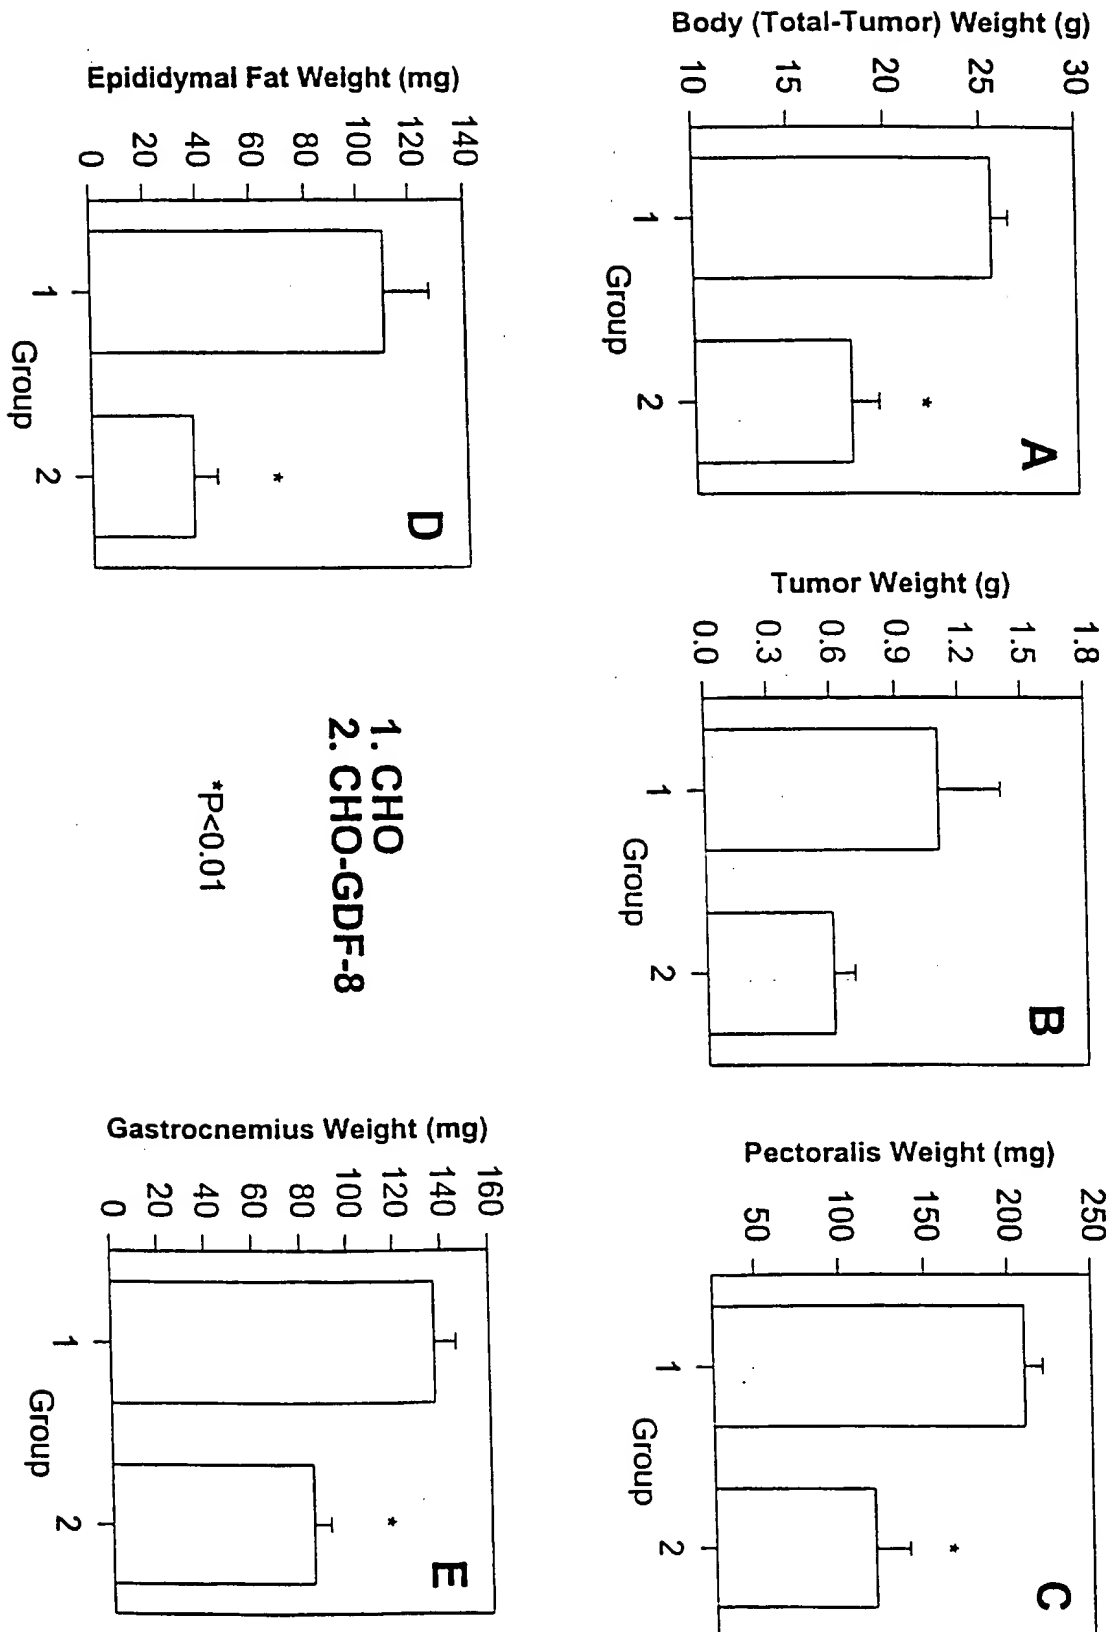 Body (Total-Tumor) Weight (g)
30
25
20
15
10
A
*
1
2
Group
Tumor Weight (g)
1.8
1.5
1.2
0.9
0.6
0.3
0.0
B
1
2
Group
Pectoralis Weight (mg)
250
200
150
100
50
C
*
1
2
Group
Epididymal Fat Weight (mg)
140
120
100
80
60
40
20
0
D
*
1
2
Group
1. CHO
2. CHO-GDF-8
*P<0.01
Gastrocnemius Weight (mg)
160
140
120
100
80
60
40
20
0
E
*
1
2
Group